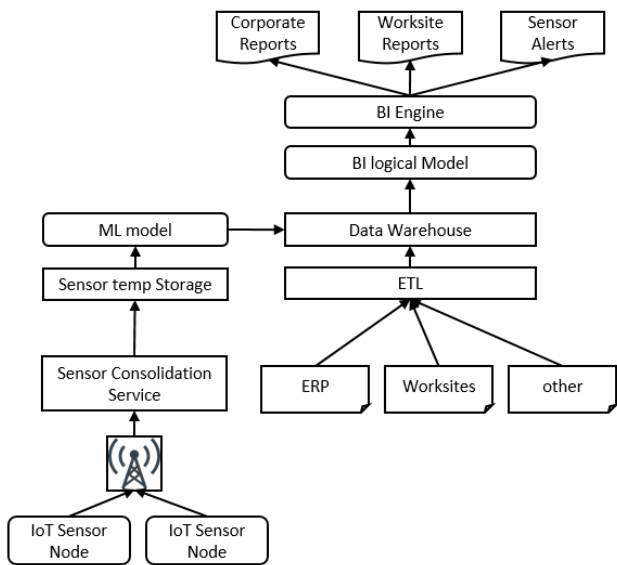 Corporate
Reports
Worksite
Reports
Sensor
Alerts
BI Engine
BI logical Model
ML model
Data Warehouse
Sensor temp Storage
ETL
Sensor Consolidation
Service
ERP
Worksites
other
IoT Sensor
Node
IoT Sensor
Node